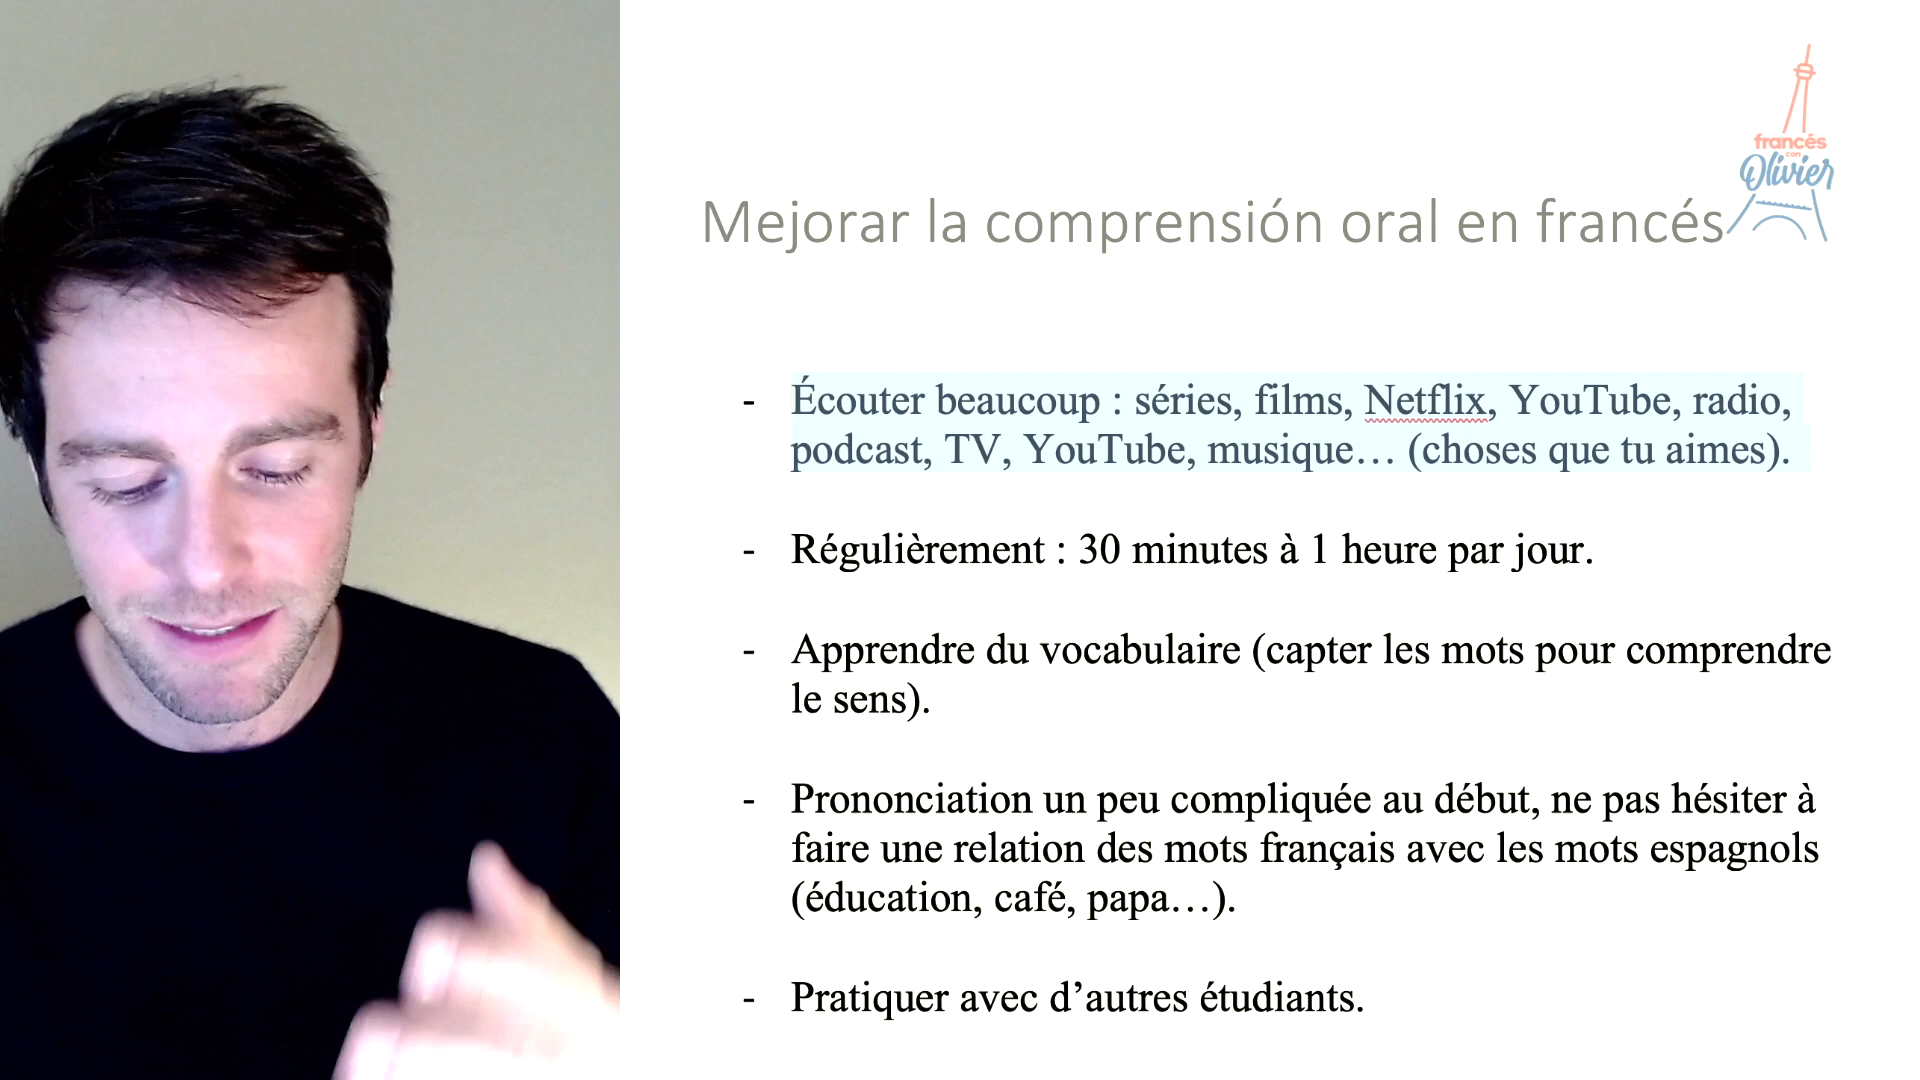 francés
con
Olivier
Mejorar la comprensión oral en francés
- Écouter beaucoup : séries, films, Netflix, YouTube, radio,
podcast, TV, YouTube, musique… (choses que tu aimes).
- Régulièrement : 30 minutes à 1 heure par jour.
- Apprendre du vocabulaire (capter les mots pour comprendre
le sens).
- Prononciation un peu compliquée au début, ne pas hésiter à
faire une relation des mots français avec les mots espagnols
(éducation, café, papa…).
- Pratiquer avec d’autres étudiants.